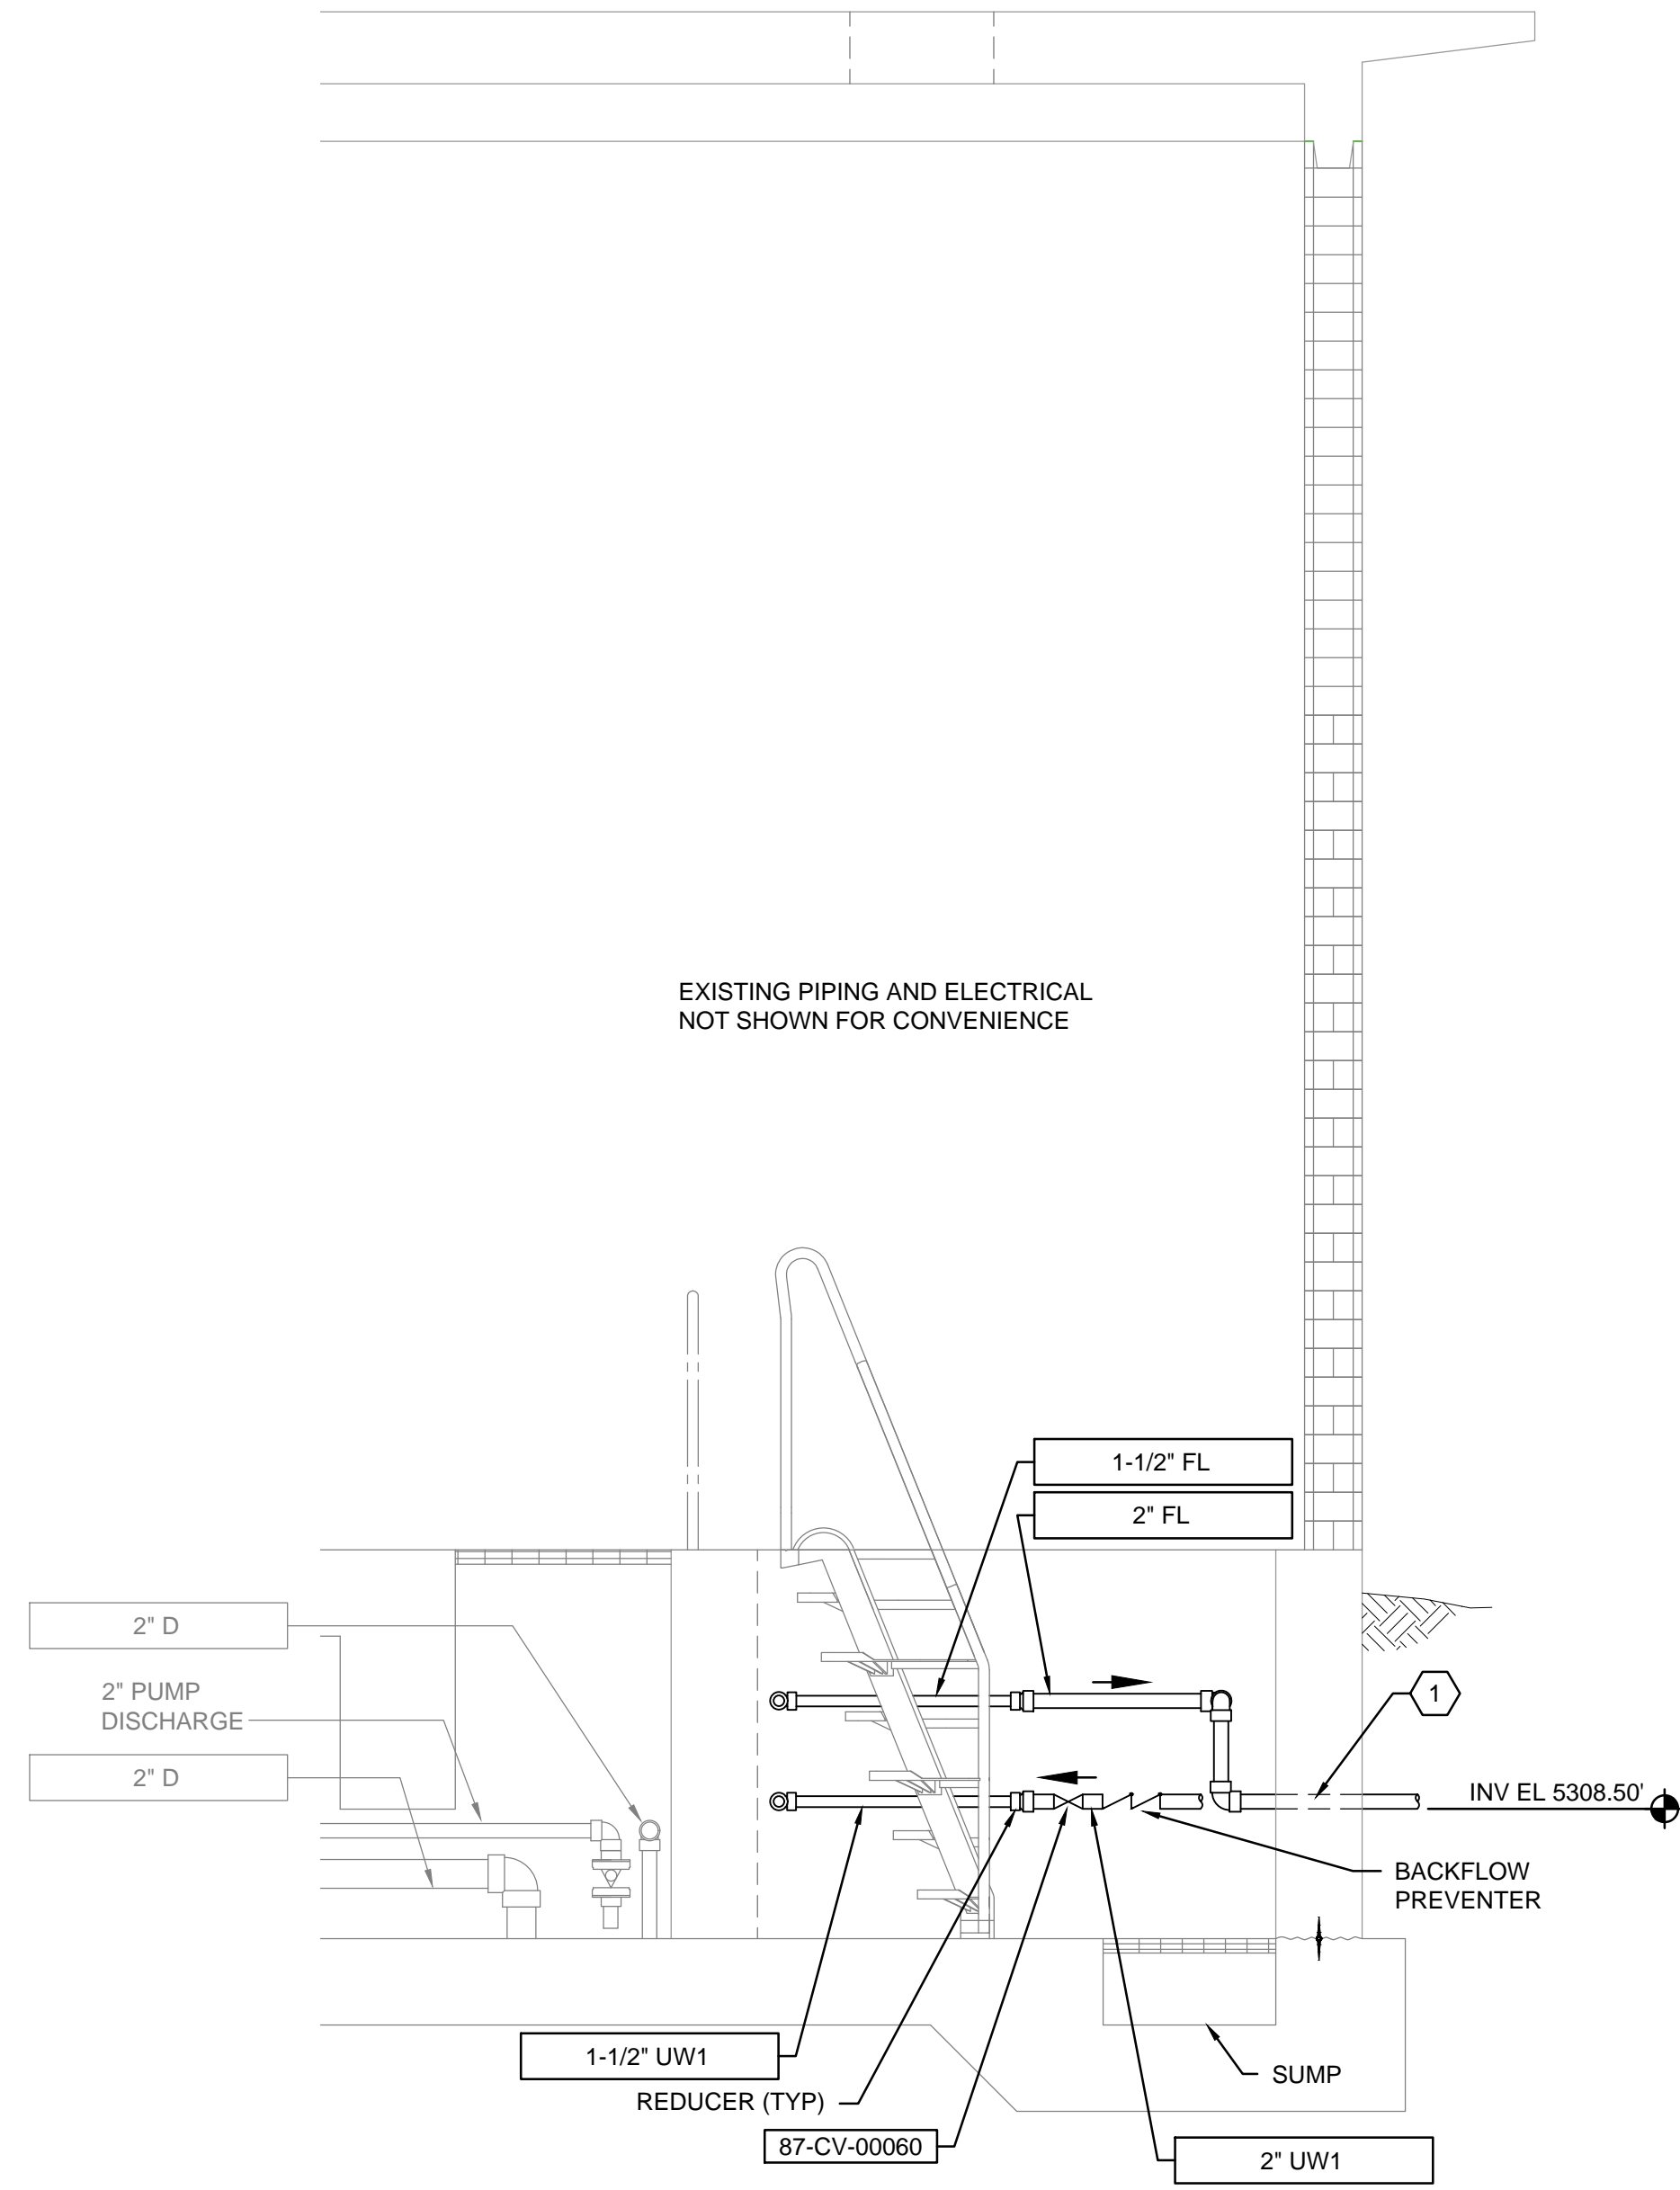 EXISTING PIPING AND ELECTRICAL
NOT SHOWN FOR CONVENIENCE
1-1/2" FL
2" FL
2" D
2" PUMP
DISCHARGE
2" D
1
INV EL 5308.50'
BACKFLOW
PREVENTER
1-1/2" UW1
REDUCER (TYP)
SUMP
87-CV-00060
2" UW1